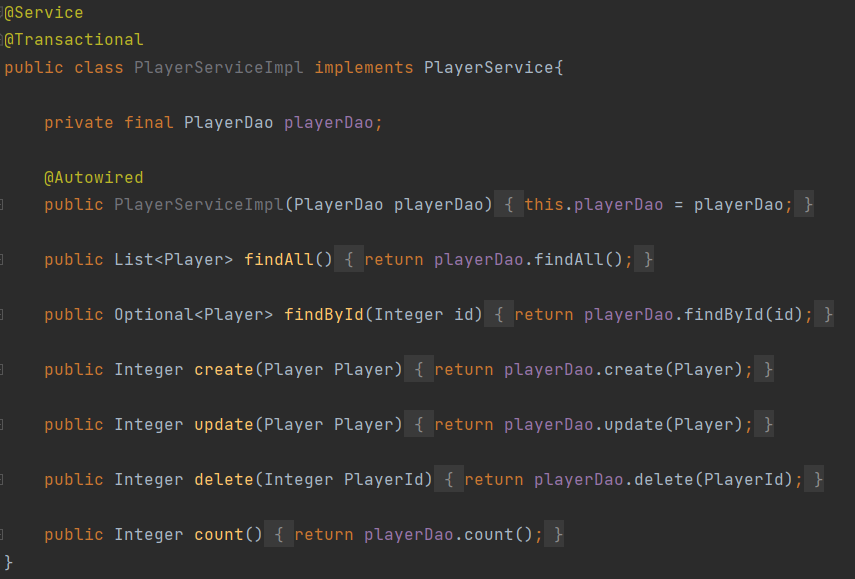 @Service
@Transactional
public class PlayerServiceImpl implements PlayerService{
private final PlayerDao playerDao;
@Autowired
public PlayerServiceImpl(PlayerDao playerDao) { this.playerDao = playerDao; }
public List<Player> findAll() { return playerDao.findAll(); }
public Optional<Player> findById(Integer id) { return playerDao.findById(id); }
public Integer create(Player Player) { return playerDao.create(Player); }
public Integer update(Player Player) { return playerDao.update(Player); }
public Integer delete(Integer PlayerId) { return playerDao.delete(PlayerId); }
public Integer count() { return playerDao.count(); }
}